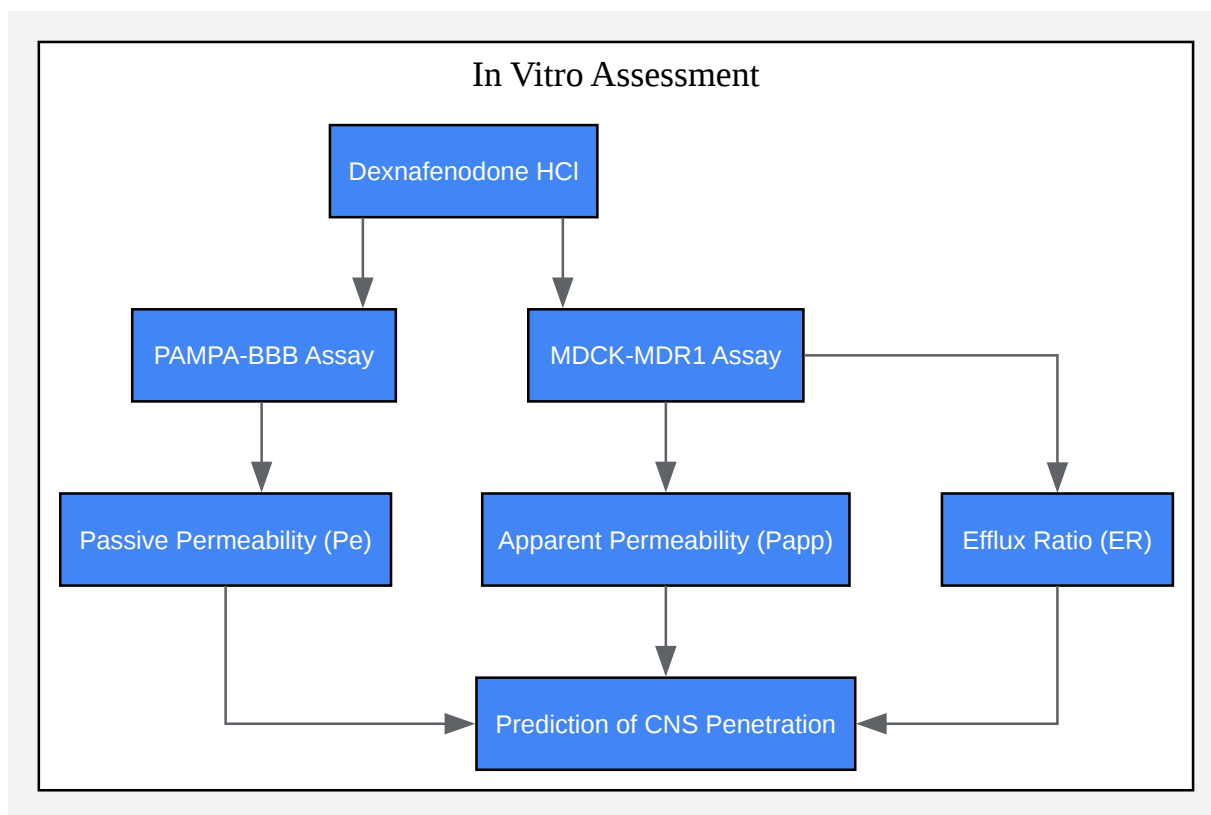 In Vitro Assessment
Dexnafenodone HCl
PAMPA-BBB Assay
MDCK-MDR1 Assay
Passive Permeability (Pe)
Apparent Permeability (Papp)
Efflux Ratio (ER)
Prediction of CNS Penetration